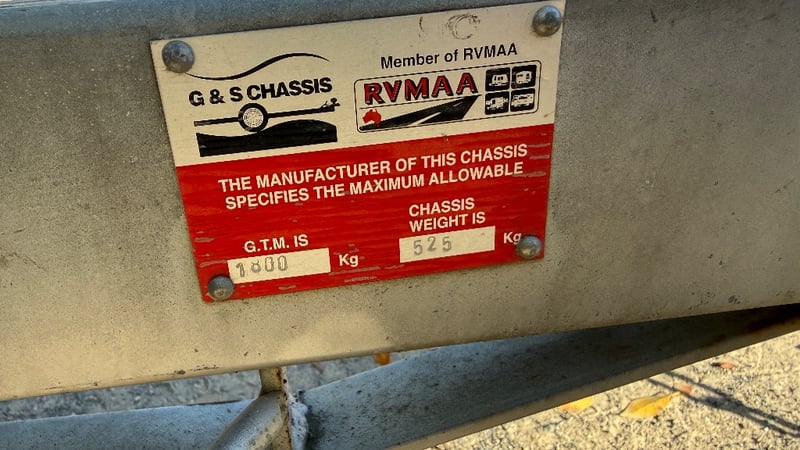 G & S CHASSIS
Member of RVMAA
RVMAA
THE MANUFACTURER OF THIS CHASSIS
SPECIFIES THE MAXIMUM ALLOWABLE
G.T.M. IS
1800 Kg
CHASSIS
WEIGHT IS
525 Kg